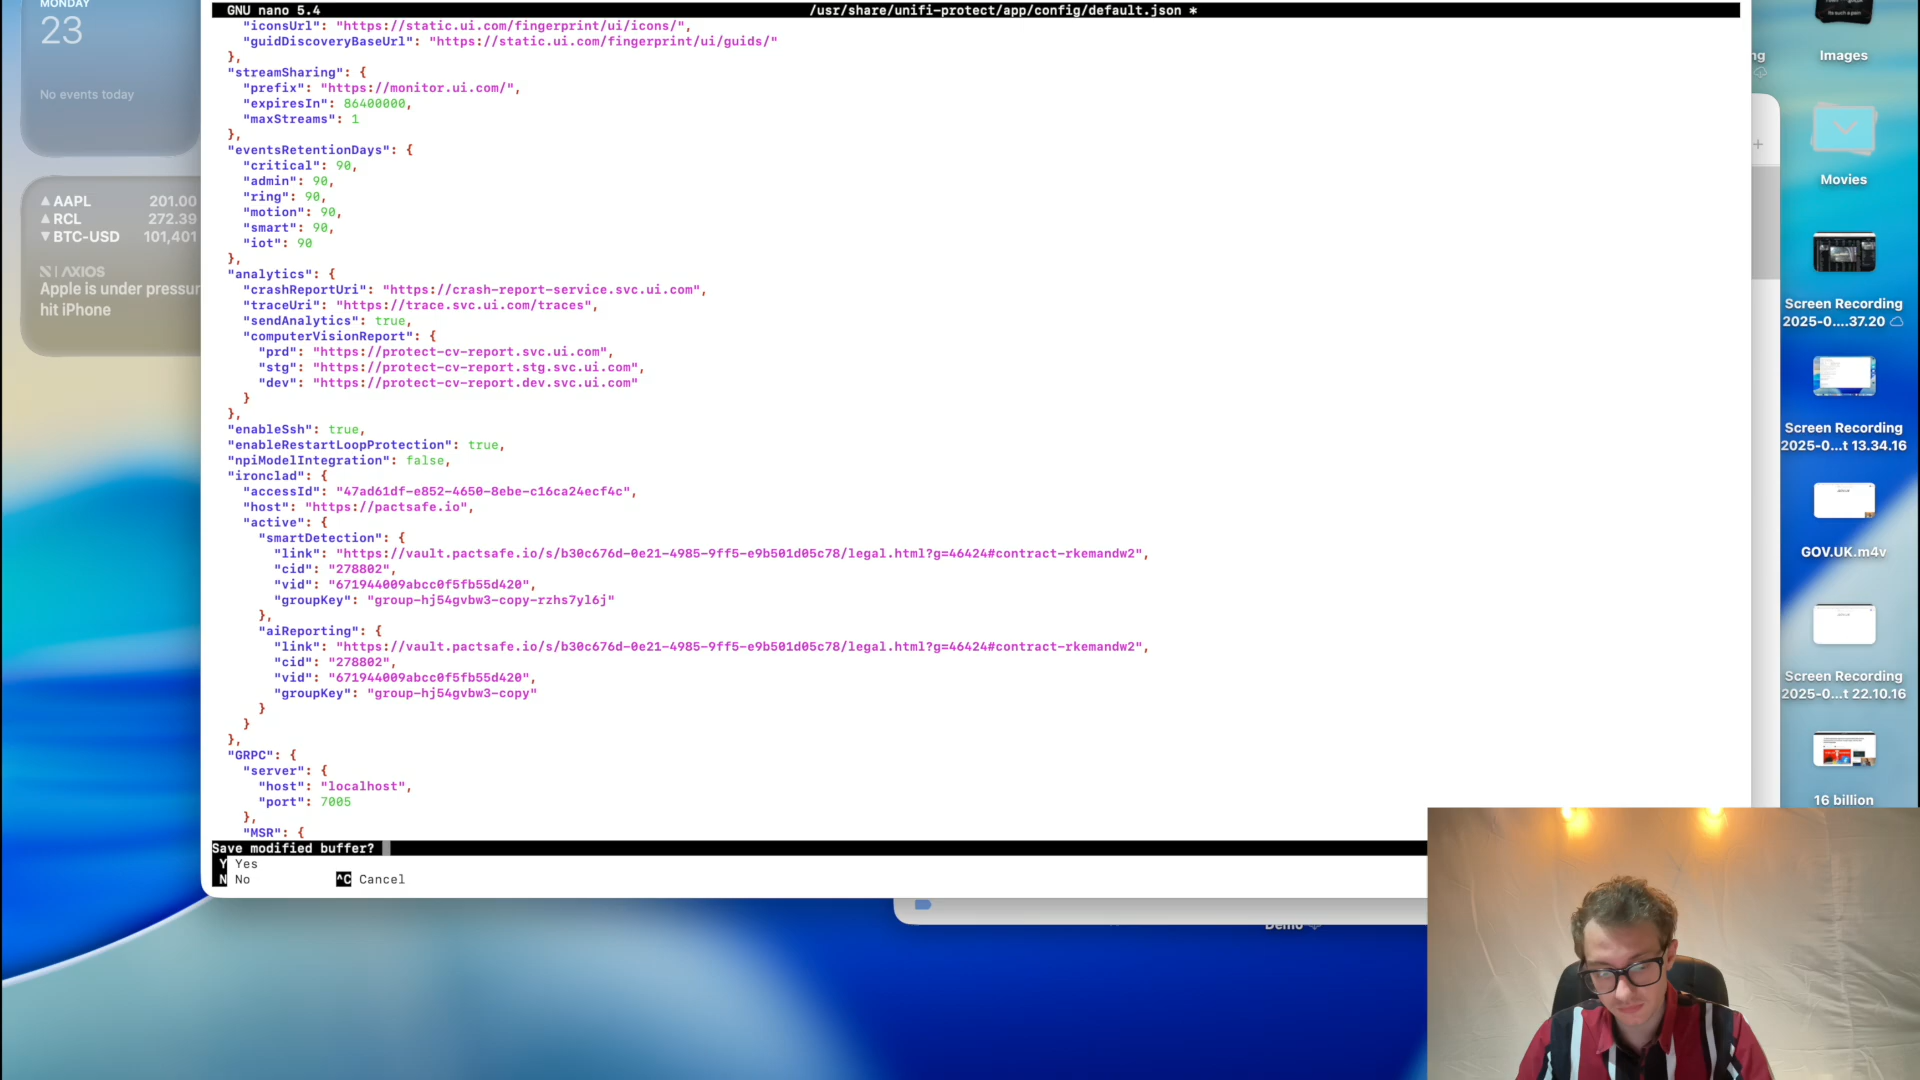 MONDAY
23
No events today
▲ AAPL 201.00
▲ RCL 272.39
▼ BTC-USD 101,401
AXIOS
Apple is under pressur
hit iPhone
GNU nano 5.4 /usr/share/unifi-protect/app/config/default.json *
"iconsUrl": "https://static.ui.com/fingerprint/ui/icons/",
"guidDiscoveryBaseUrl": "https://static.ui.com/fingerprint/ui/guids/"
},
"streamSharing": {
"prefix": "https://monitor.ui.com/",
"expiresIn": 86400000,
"maxStreams": 1
},
"eventsRetentionDays": {
"critical": 90,
"admin": 90,
"ring": 90,
"motion": 90,
"smart": 90,
"iot": 90
},
"analytics": {
"crashReportUri": "https://crash-report-service.svc.ui.com",
"traceUri": "https://trace.svc.ui.com/traces",
"sendAnalytics": true,
"computerVisionReport": {
"prd": "https://protect-cv-report.svc.ui.com",
"stg": "https://protect-cv-report.stg.svc.ui.com",
"dev": "https://protect-cv-report.dev.svc.ui.com"
}
},
"enableSsh": true,
"enableRestartLoopProtection": true,
"npiModelIntegration": false,
"ironclad": {
"accessId": "47ad61df-e852-4650-8ebe-c16ca24ecf4c",
"host": "https://pactsafe.io",
"active": {
"smartDetection": {
"link": "https://vault.pactsafe.io/s/b30c676d-0e21-4985-9ff5-e9b501d05c78/legal.html?g=46424#contract-rkemandw2",
"cid": "278802",
"vid": "671944009abcc0f5fb55d420",
"groupKey": "group-hj54gvbw3-copy-rzhs7yl6j"
},
"aiReporting": {
"link": "https://vault.pactsafe.io/s/b30c676d-0e21-4985-9ff5-e9b501d05c78/legal.html?g=46424#contract-rkemandw2",
"cid": "278802",
"vid": "671944009abcc0f5fb55d420",
"groupKey": "group-hj54gvbw3-copy"
}
}
},
"GRPC": {
"server": {
"host": "localhost",
"port": 7005
},
"MSR": {
Save modified buffer?
Y Yes
N No ^C Cancel
Demo
ng
Images
Movies
Screen Recording
2025-0....37.20
Screen Recording
2025-0...t 13.34.16
GOV.UK.m4v
Screen Recording
2025-0...t 22.10.16
16 billion